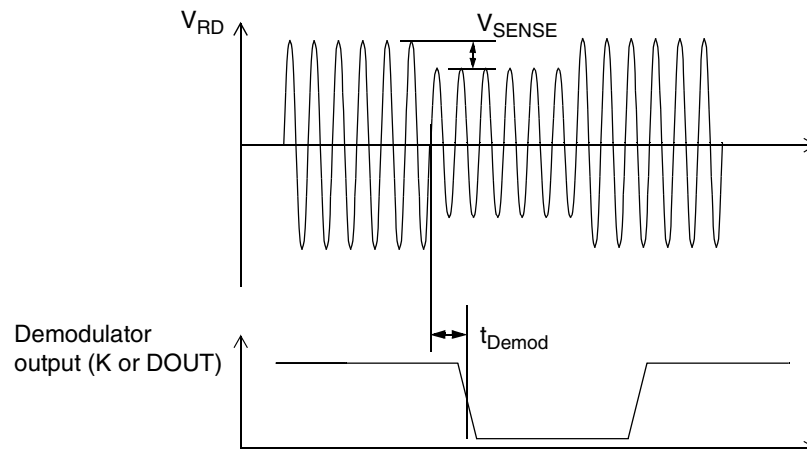 V_RD
V_SENSE
t_Demod
Demodulator
output (K or DOUT)